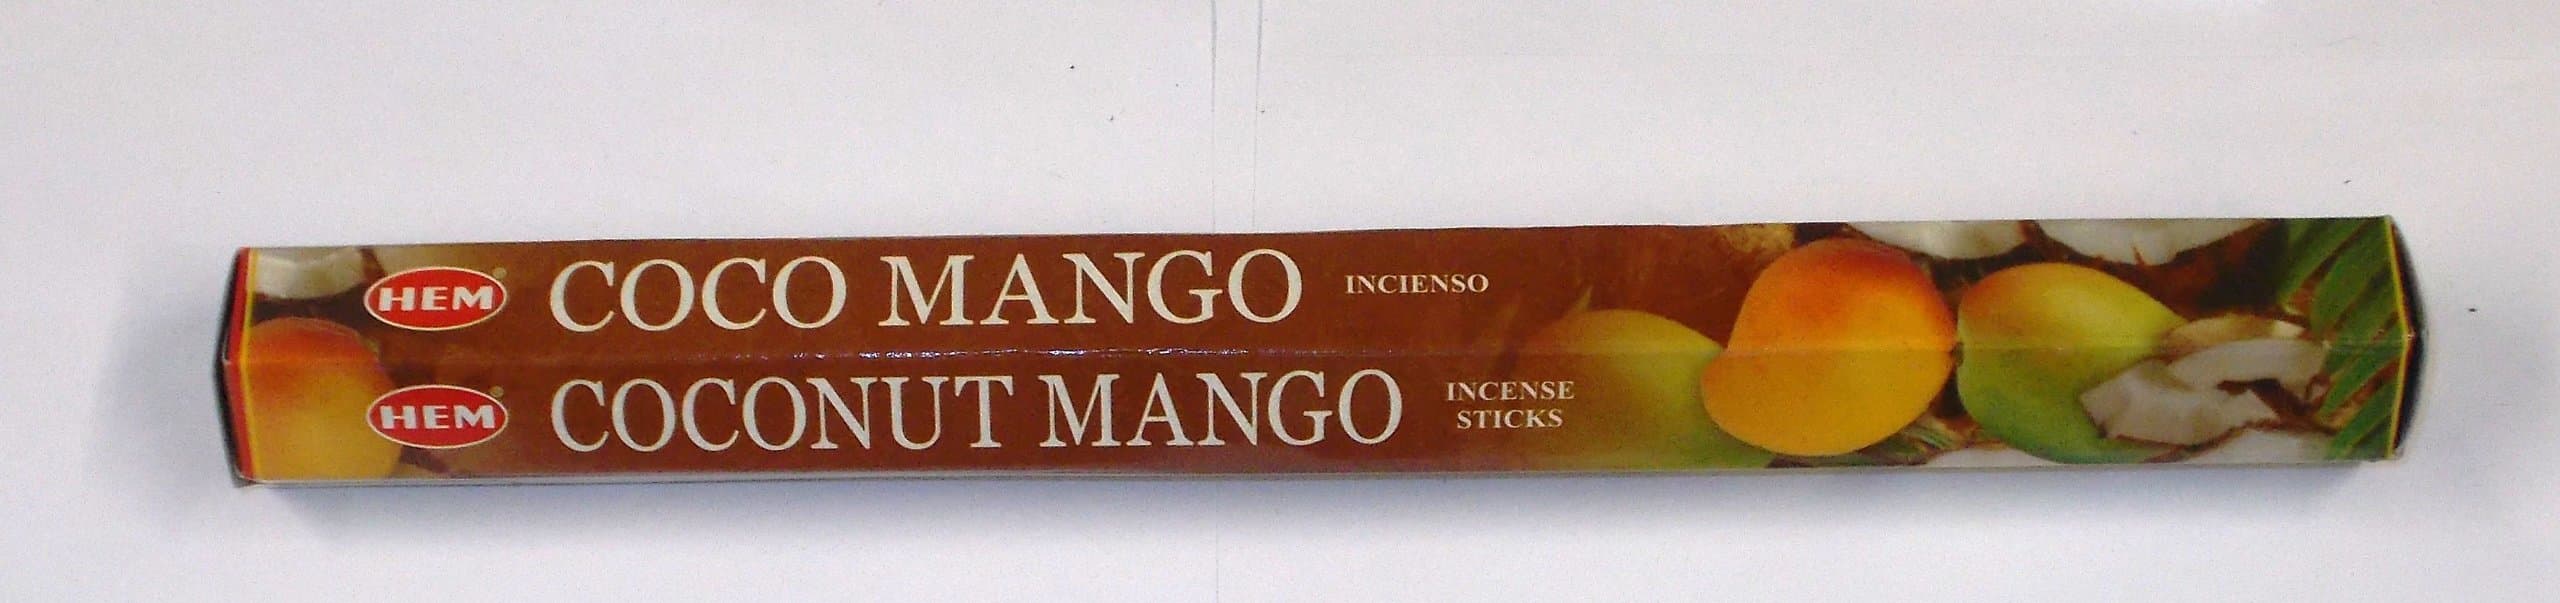 HEM COCO MANGO INCIENSO
HEM COCONUT MANGO INCENSE
STICKS